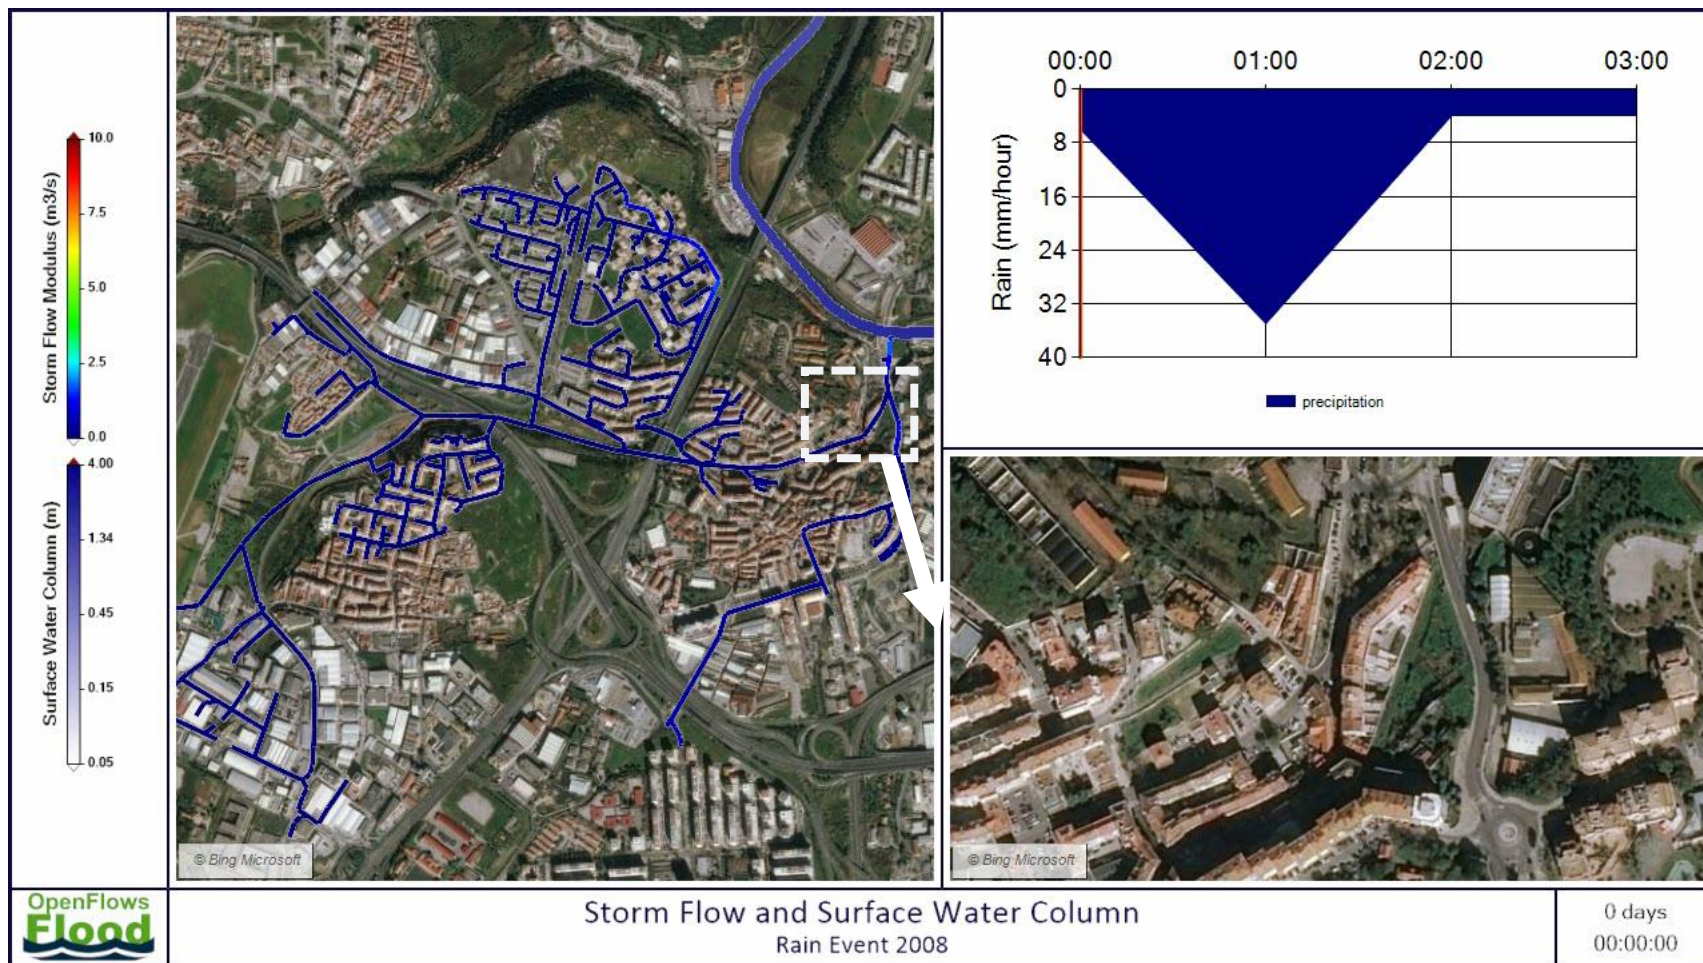 10.0
7.5
5.0
2.5
0.0
Storm Flow Modulus (m3/s)
4.00
1.34
0.45
0.15
0.05
Surface Water Column (m)
© Bing Microsoft
00:00 01:00 02:00 03:00
0
8
16
24
32
40
Rain (mm/hour)
precipitation
© Bing Microsoft
OpenFlows
Flood
Storm Flow and Surface Water Column
Rain Event 2008
0 days
00:00:00